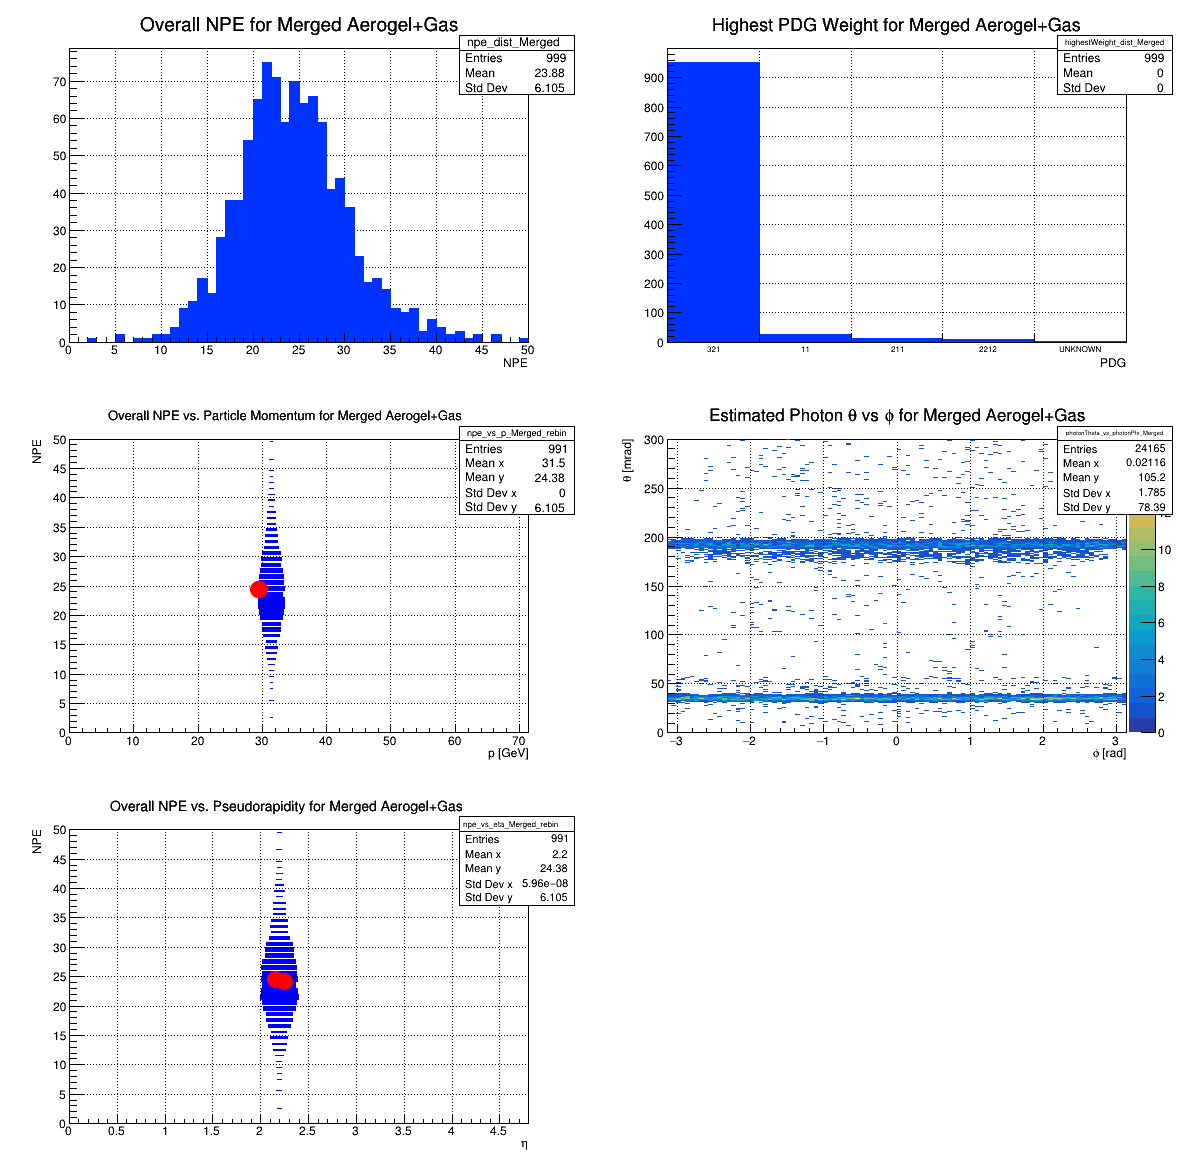 Overall NPE for Merged Aerogel+Gas
npe_dist_Merged
Entries 999
Mean 23.88
Std Dev 6.105
70
60
50
40
30
20
10
0
0 5 10 15 20 25 30 35 40 45 50
NPE
Highest PDG Weight for Merged Aerogel+Gas
highestWeight_dist_Merged
Entries 999
Mean 0
Std Dev 0
900
800
700
600
500
400
300
200
100
0
321 11 211 2212 UNKNOWN
PDG
Overall NPE vs. Particle Momentum for Merged Aerogel+Gas
npe_vs_p_Merged_rebin
Entries 991
Mean x 31.5
Mean y 24.38
Std Dev x 0
Std Dev y 6.105
NPE
50
45
40
35
30
25
20
15
10
5
0
0 10 20 30 40 50 60 70
p [GeV]
Estimated Photon θ vs ϕ for Merged Aerogel+Gas
photonTheta_vs_photonPhi_Merged
Entries 24165
Mean x 0.02116
Mean y 105.2
Std Dev x 1.785
Std Dev y 78.39
θ [mrad]
300
250
200
150
100
50
0
−3 −2 −1 0 1 2 3
ϕ [rad]
12
10
8
6
4
2
0
Overall NPE vs. Pseudorapidity for Merged Aerogel+Gas
npe_vs_eta_Merged_rebin
Entries 991
Mean x 2.2
Mean y 24.38
Std Dev x 5.96e−08
Std Dev y 6.105
NPE
50
45
40
35
30
25
20
15
10
5
0
0 0.5 1 1.5 2 2.5 3 3.5 4 4.5
η